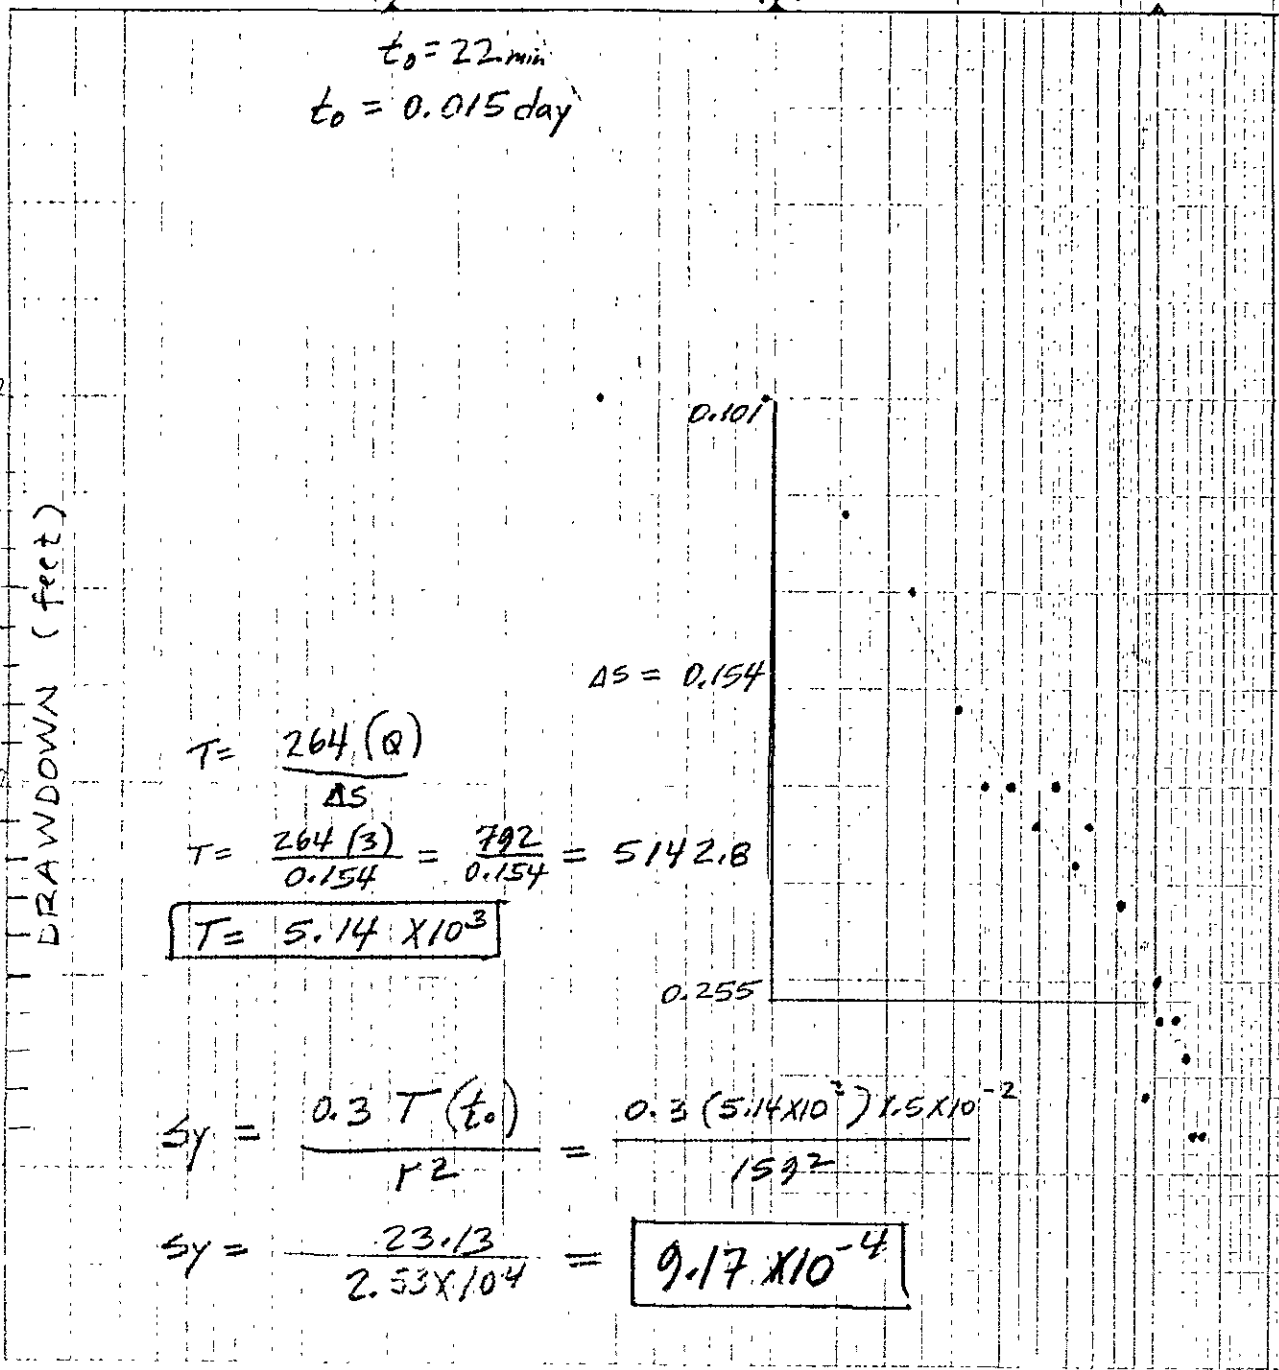 t₀ = 22 min
t₀ = 0.015 day
0.101
DRAWDOWN (feet)
Δs = 0.154
T = 264 (Q) / Δs
T = 264 (3) / 0.154 = 792 / 0.154 = 5142.8
T = 5.14 X10³
0.255
Sy = 0.3 T (t₀) / r2 = 0.3 (5.14X10³) 1.5X10⁻² / 159²
Sy = 23.13 / 2.53X10⁴ = 9.17 X10⁻⁴